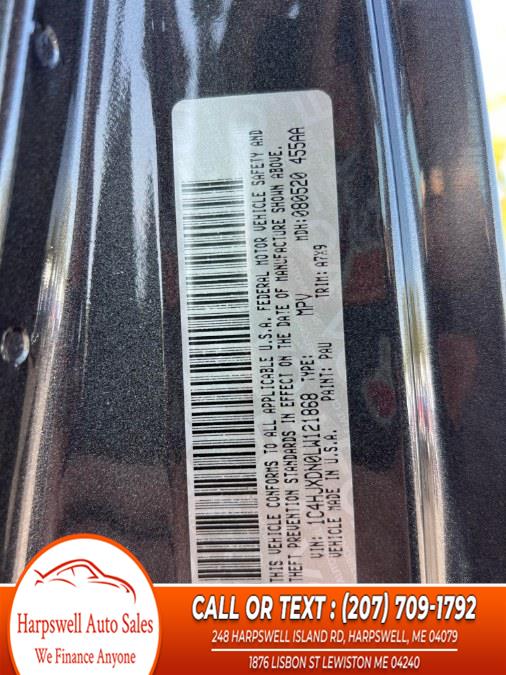 THIS VEHICLE CONFORMS TO ALL APPLICABLE U.S.A. FEDERAL MOTOR VEHICLE SAFETY AND
THEFT PREVENTION STANDARDS IN EFFECT ON THE DATE OF MANUFACTURE SHOWN ABOVE.
VIN: 1C4HJXDN0LW121868 TYPE: MPV MDH:080520 455AA
VEHICLE MADE IN U.S.A. PAINT: PAU TRIM: A7X9
Harpswell Auto Sales
We Finance Anyone
CALL OR TEXT : (207) 709-1792
248 HARPSWELL ISLAND RD, HARPSWELL, ME 04079
1876 LISBON ST LEWISTON ME 04240